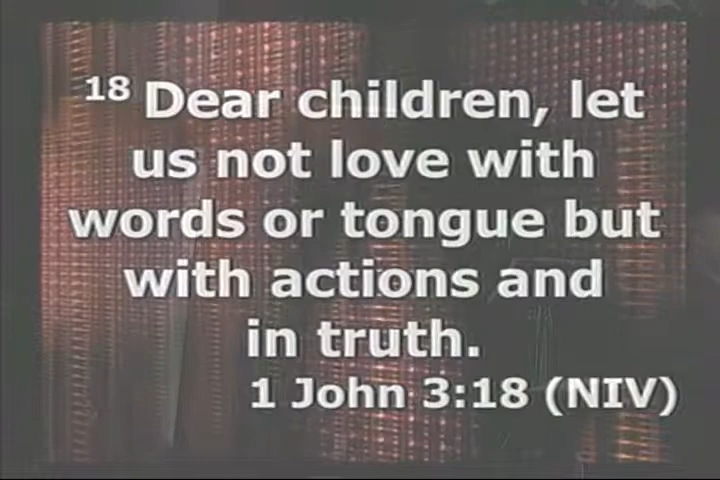 18 Dear children, let
us not love with
words or tongue but
with actions and
in truth.
1 John 3:18 (NIV)